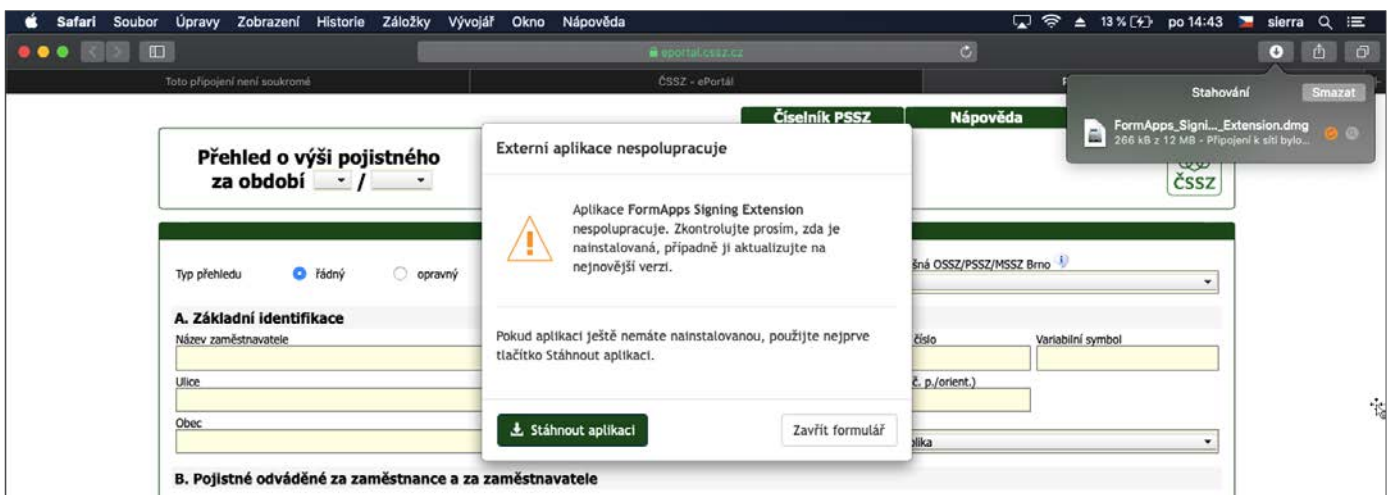 Safari Soubor Úpravy Zobrazení Historie Záložky Vývojář Okno Nápověda 13 % po 14:43 sierra
eportal.cssz.cz
Toto připojení není soukromé ČSSZ - ePortál
Stahování Smazat
FormApps_Signi..._Extension.dmg
266 kB z 12 MB - Připojení k síti bylo...
Číselník PSSZ Nápověda
Přehled o výši pojistného
za období /
ČSSZ
Externí aplikace nespolupracuje
Aplikace FormApps Signing Extension
nespolupracuje. Zkontrolujte prosím, zda je
nainstalovaná, případně ji aktualizujte na
nejnovější verzi.
Pokud aplikaci ještě nemáte nainstalovanou, použijte nejprve
tlačítko Stáhnout aplikaci.
Stáhnout aplikaci Zavřít formulář
Typ přehledu řádný opravný šná OSSZ/PSSZ/MSSZ Brno
A. Základní identifikace
Název zaměstnavatele číslo Variabilní symbol
Ulice č. p./orient.)
Obec
blika
B. Pojistné odváděné za zaměstnance a za zaměstnavatele